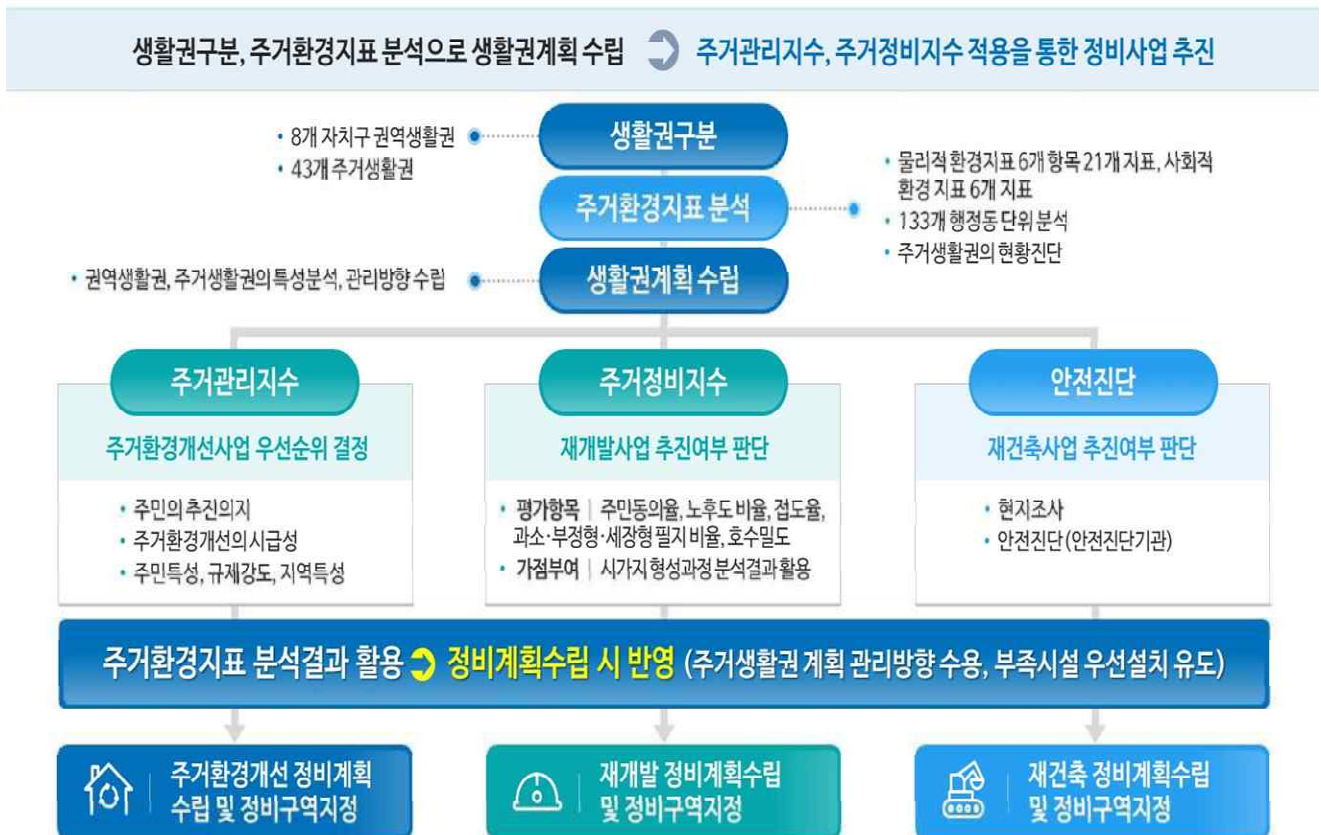 생활권구분, 주거환경지표 분석으로 생활권계획 수립 주거관리지수, 주거정비지수 적용을 통한 정비사업 추진
• 8개 자치구 권역생활권
• 43개 주거생활권
생활권구분
주거환경지표 분석
• 물리적 환경지표 6개 항목 21개 지표, 사회적
환경 지표 6개 지표
• 133개 행정동 단위 분석
• 주거생활권의 현황진단
• 권역생활권, 주거생활권의 특성분석, 관리방향 수립
생활권계획 수립
주거관리지수
주거환경개선사업 우선순위 결정
• 주민의 추진의지
• 주거환경개선의 시급성
• 주민특성, 규제강도, 지역특성
주거정비지수
재개발사업 추진여부 판단
• 평가항목 | 주민동의율, 노후도 비율, 접도율,
과소·부정형·세장형 필지 비율, 호수밀도
• 가점부여 | 시가지 형성과정 분석결과 활용
안전진단
재건축사업 추진여부 판단
• 현지조사
• 안전진단 (안전진단기관)
주거환경지표 분석결과 활용 정비계획수립 시 반영 (주거생활권 계획 관리방향 수용, 부족시설 우선설치 유도)
주거환경개선 정비계획
수립 및 정비구역지정
재개발 정비계획수립
및 정비구역지정
재건축 정비계획수립
및 정비구역지정